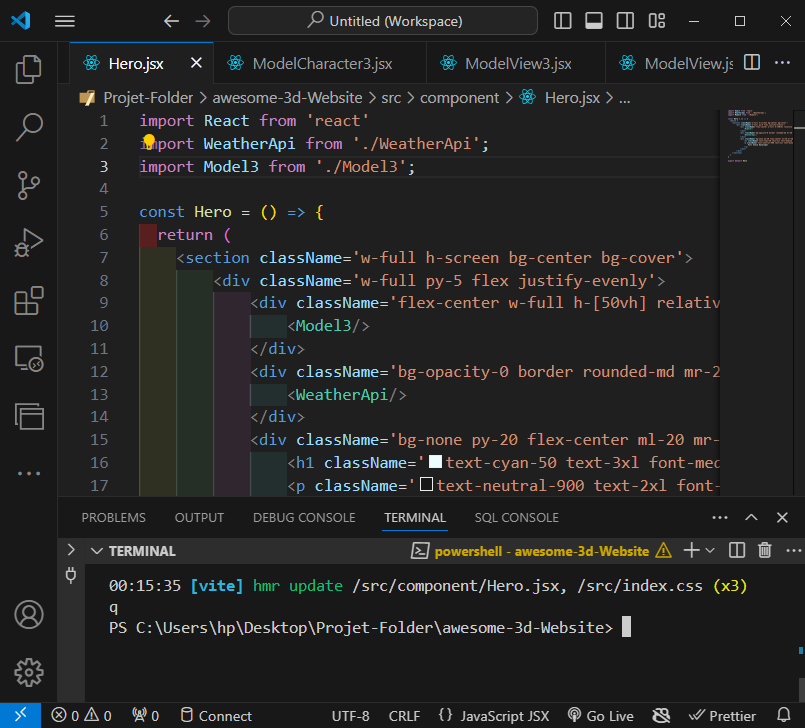 Untitled (Workspace)
Hero.jsx
ModelCharacter3.jsx
ModelView3.jsx
ModelView.js
Projet-Folder > awesome-3d-Website > src > component > Hero.jsx > ...
1 import React from 'react'
2 import WeatherApi from './WeatherApi';
3 import Model3 from './Model3';
4
5 const Hero = () => {
6 return (
7 <section className='w-full h-screen bg-center bg-cover'>
8 <div className='w-full py-5 flex justify-evenly'>
9 <div className='flex-center w-full h-[50vh] relativ
10 <Model3/>
11 </div>
12 <div className='bg-opacity-0 border rounded-md mr-2
13 <WeatherApi/>
14 </div>
15 <div className='bg-none py-20 flex-center ml-20 mr-
16 <h1 className='text-cyan-50 text-3xl font-med
17 <p className='text-neutral-900 text-2xl font-
PROBLEMS OUTPUT DEBUG CONSOLE TERMINAL SQL CONSOLE
TERMINAL
powershell - awesome-3d-Website
00:15:35 [vite] hmr update /src/component/Hero.jsx, /src/index.css (x3)
q
PS C:\Users\hp\Desktop\Projet-Folder\awesome-3d-Website>
0 0 0 Connect UTF-8 CRLF {} JavaScript JSX Go Live Prettier